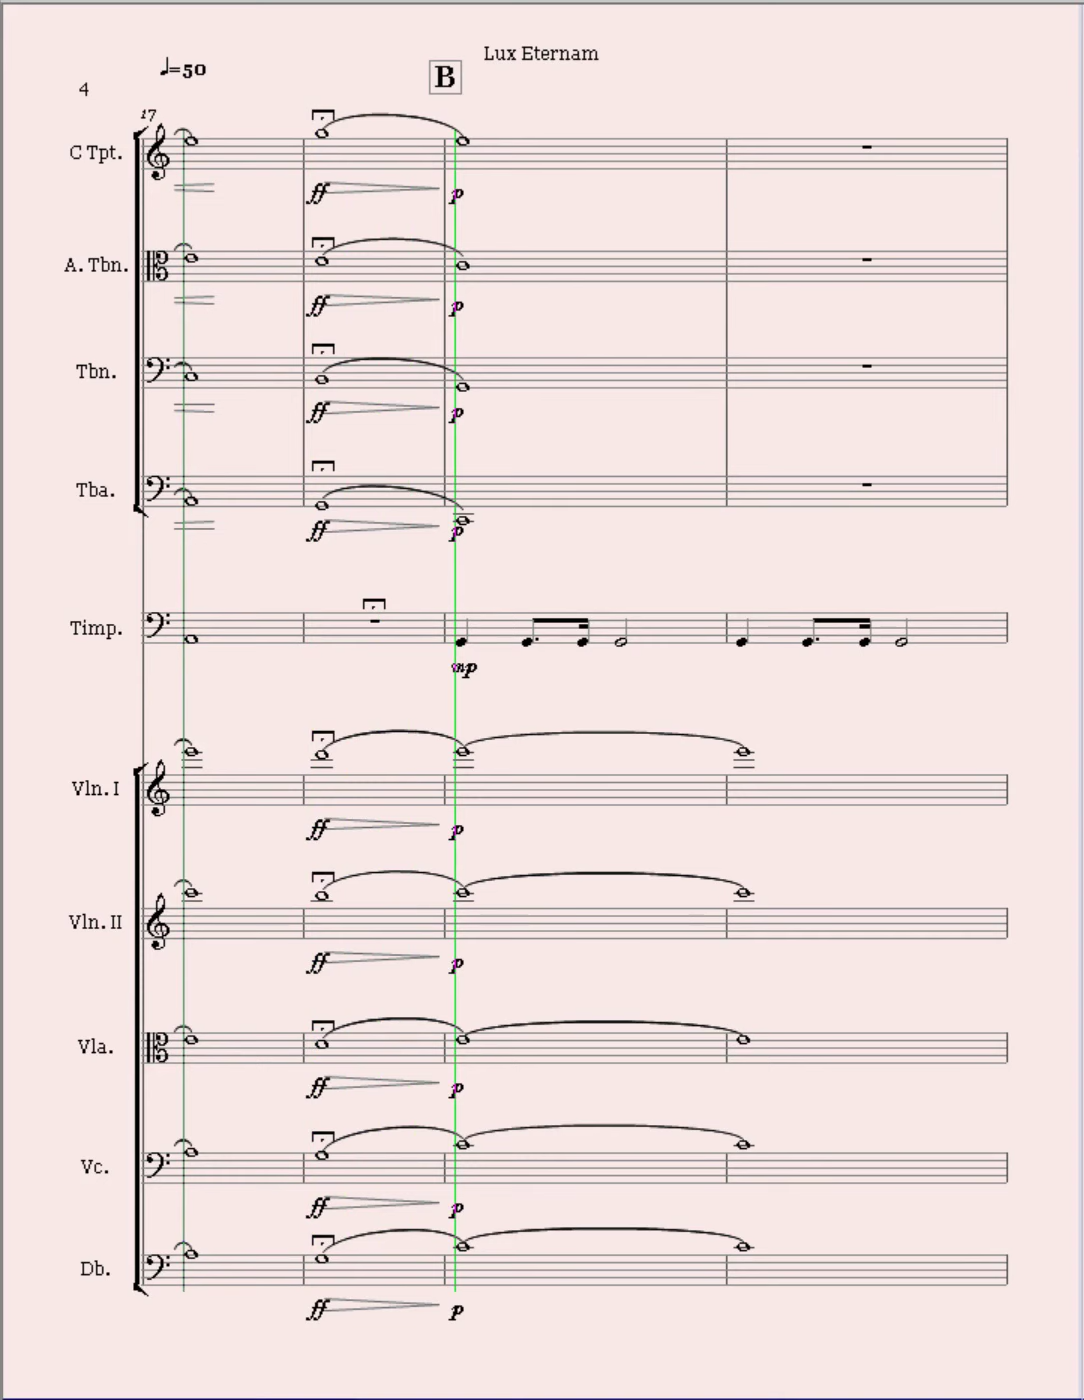 Lux Eternam
♩=50
B
4
17
C Tpt.
ff p
A. Tbn.
ff p
Tbn.
ff p
Tba.
ff p
Timp.
mp
Vln. I
ff p
Vln. II
ff p
Vla.
ff p
Vc.
ff p
Db.
ff p